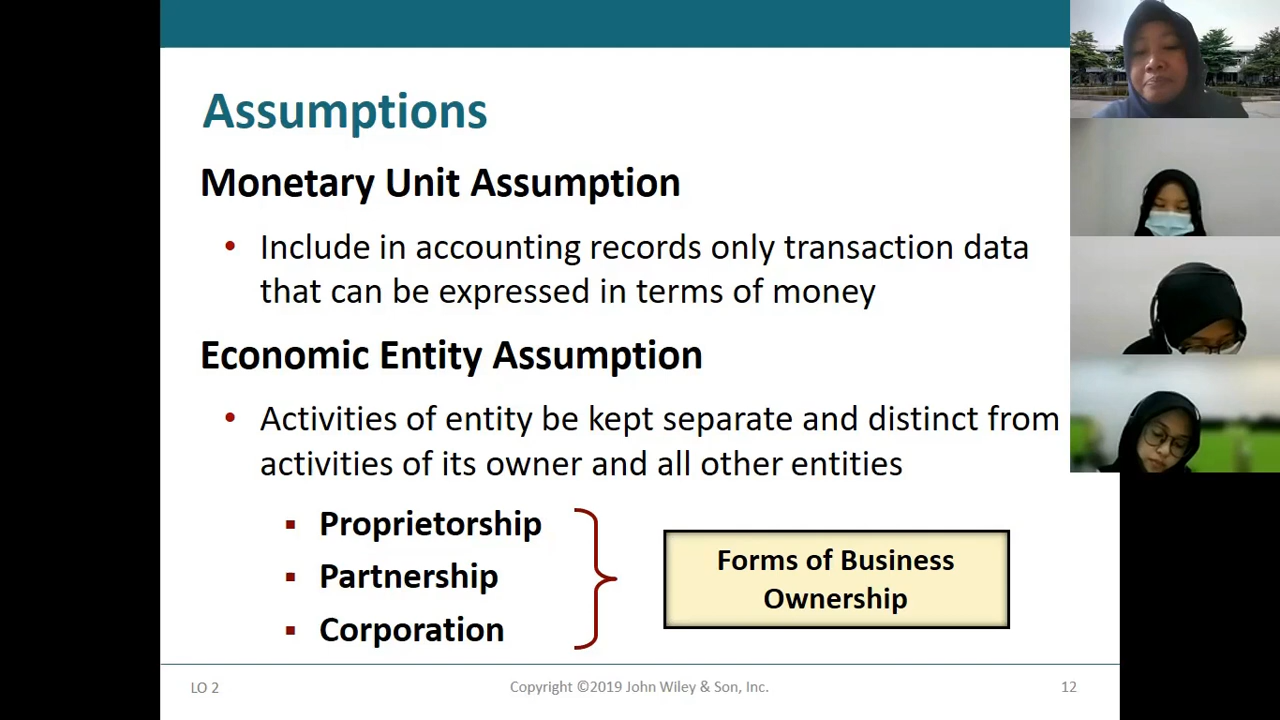 Assumptions
Monetary Unit Assumption
• Include in accounting records only transaction data
that can be expressed in terms of money
Economic Entity Assumption
• Activities of entity be kept separate and distinct from
activities of its owner and all other entities
▪ Proprietorship
▪ Partnership
▪ Corporation
Forms of Business
Ownership
LO 2
Copyright ©2019 John Wiley & Son, Inc.
12